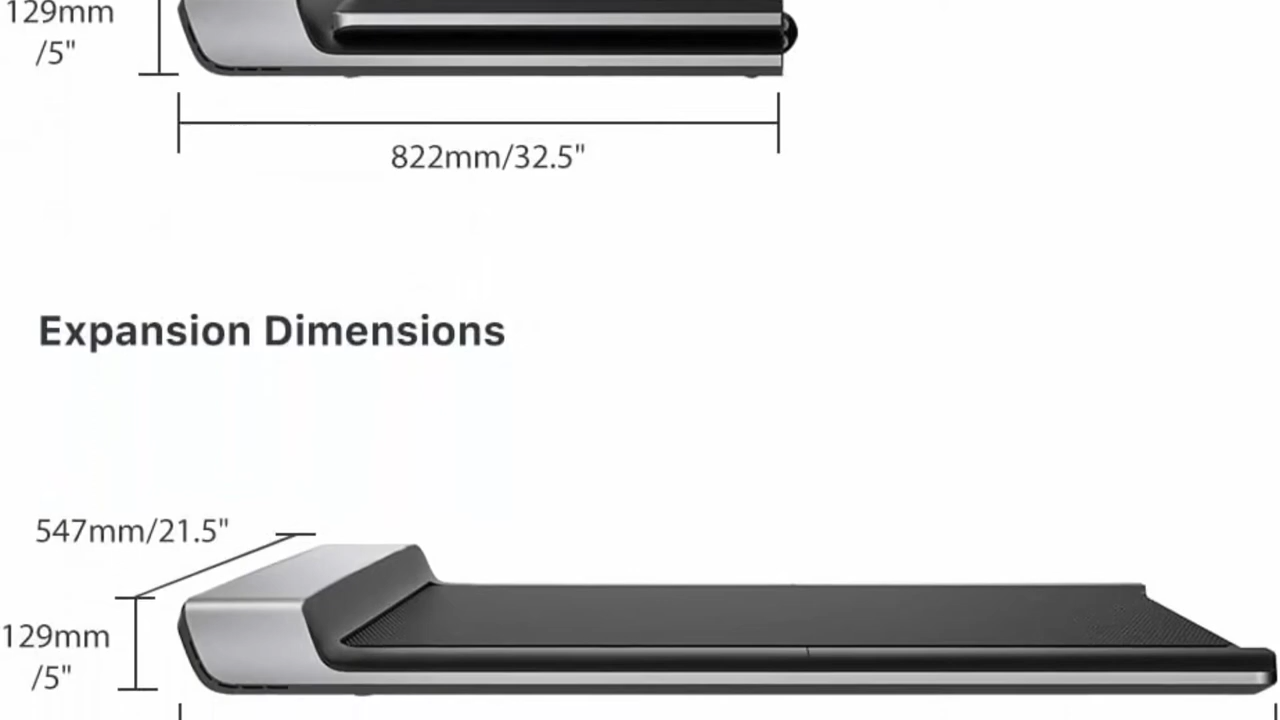 129mm
/5"
822mm/32.5"
Expansion Dimensions
547mm/21.5"
129mm
/5"